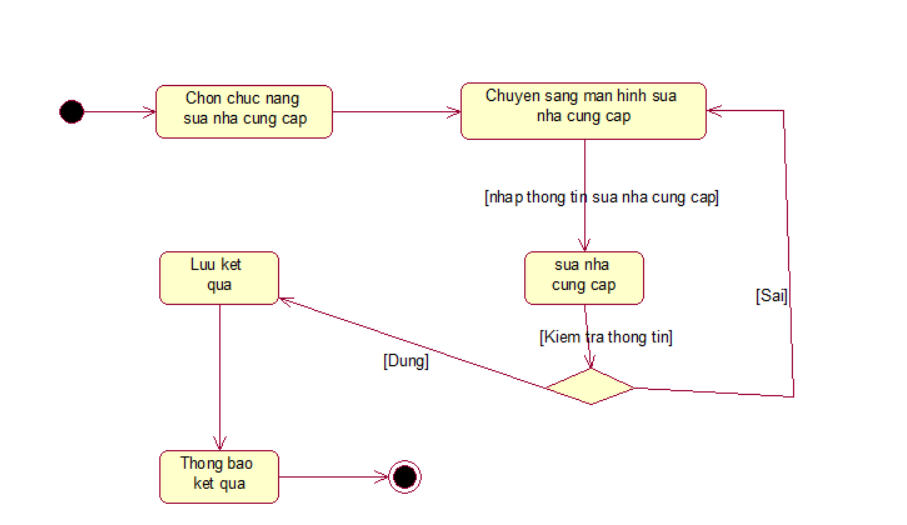 Chon chuc nang
sua nha cung cap
Chuyen sang man hinh sua
nha cung cap
[nhap thong tin sua nha cung cap]
sua nha
cung cap
[Kiem tra thong tin]
[Sai]
[Dung]
Luu ket
qua
Thong bao
ket qua